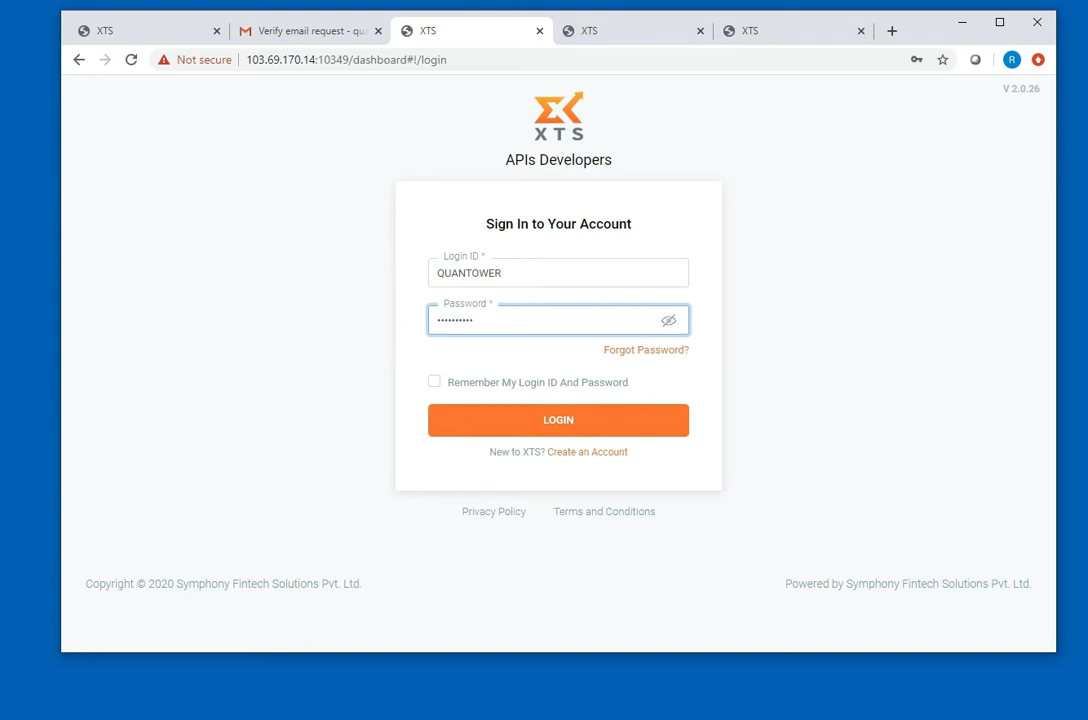 XTS
Verify email request - qu
XTS
XTS
XTS
Not secure
103.69.170.14:10349/dashboard#!/login
R
V 2.0.26
XTS
APIs Developers
Sign In to Your Account
Login ID *
QUANTOWER
Password *
••••••••••
Forgot Password?
Remember My Login ID And Password
LOGIN
New to XTS? Create an Account
Privacy Policy
Terms and Conditions
Copyright © 2020 Symphony Fintech Solutions Pvt. Ltd.
Powered by Symphony Fintech Solutions Pvt. Ltd.